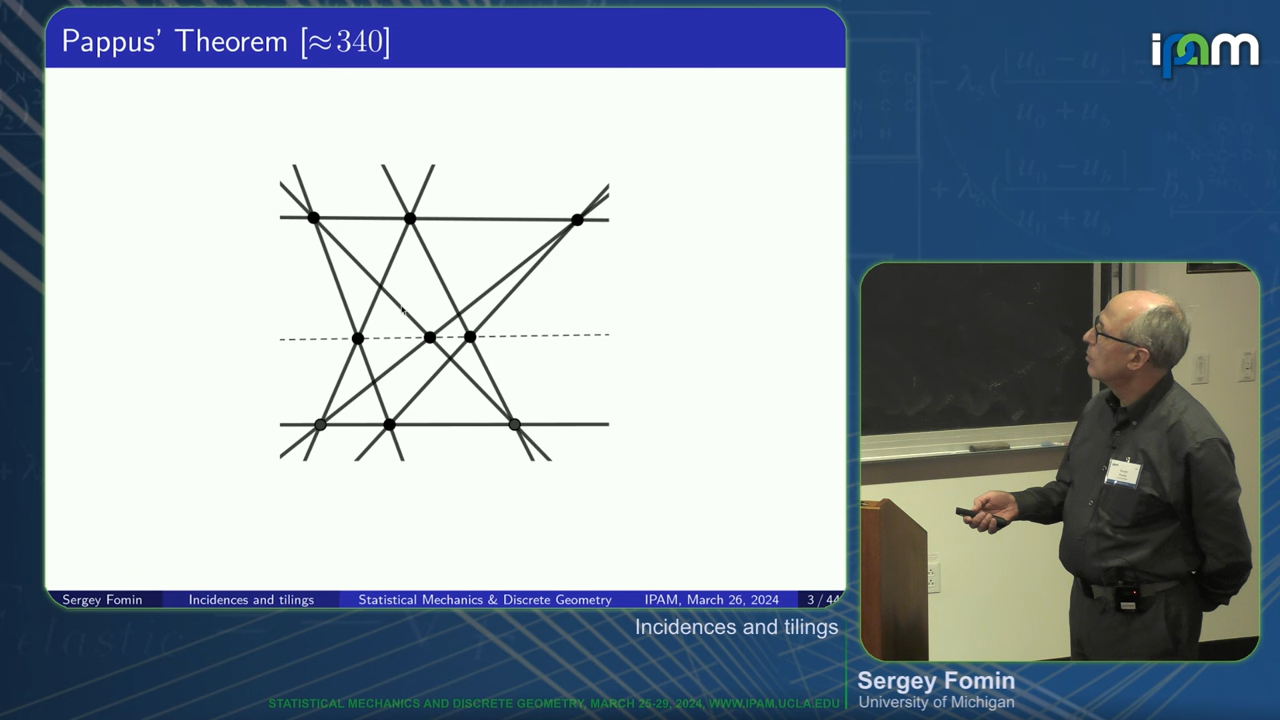 Pappus' Theorem [≈340]
ipam
Sergey Fomin Incidences and tilings Statistical Mechanics & Discrete Geometry IPAM, March 26, 2024 3 / 44
Incidences and tilings
Sergey Fomin
University of Michigan
STATISTICAL MECHANICS AND DISCRETE GEOMETRY, MARCH 25-29, 2024, WWW.IPAM.UCLA.EDU